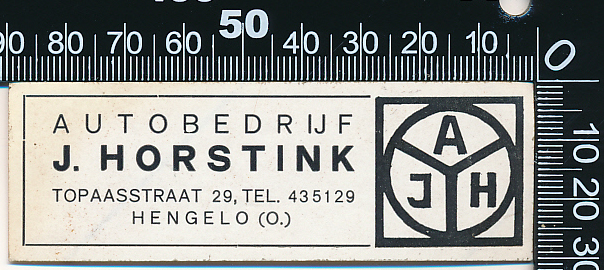 50
90 80 70 60 40 30 20 10 0
AUTOBEDRIJF
J. HORSTINK
TOPAASSTRAAT 29, TEL. 435129
HENGELO (O.)
A
J H
10
20
30